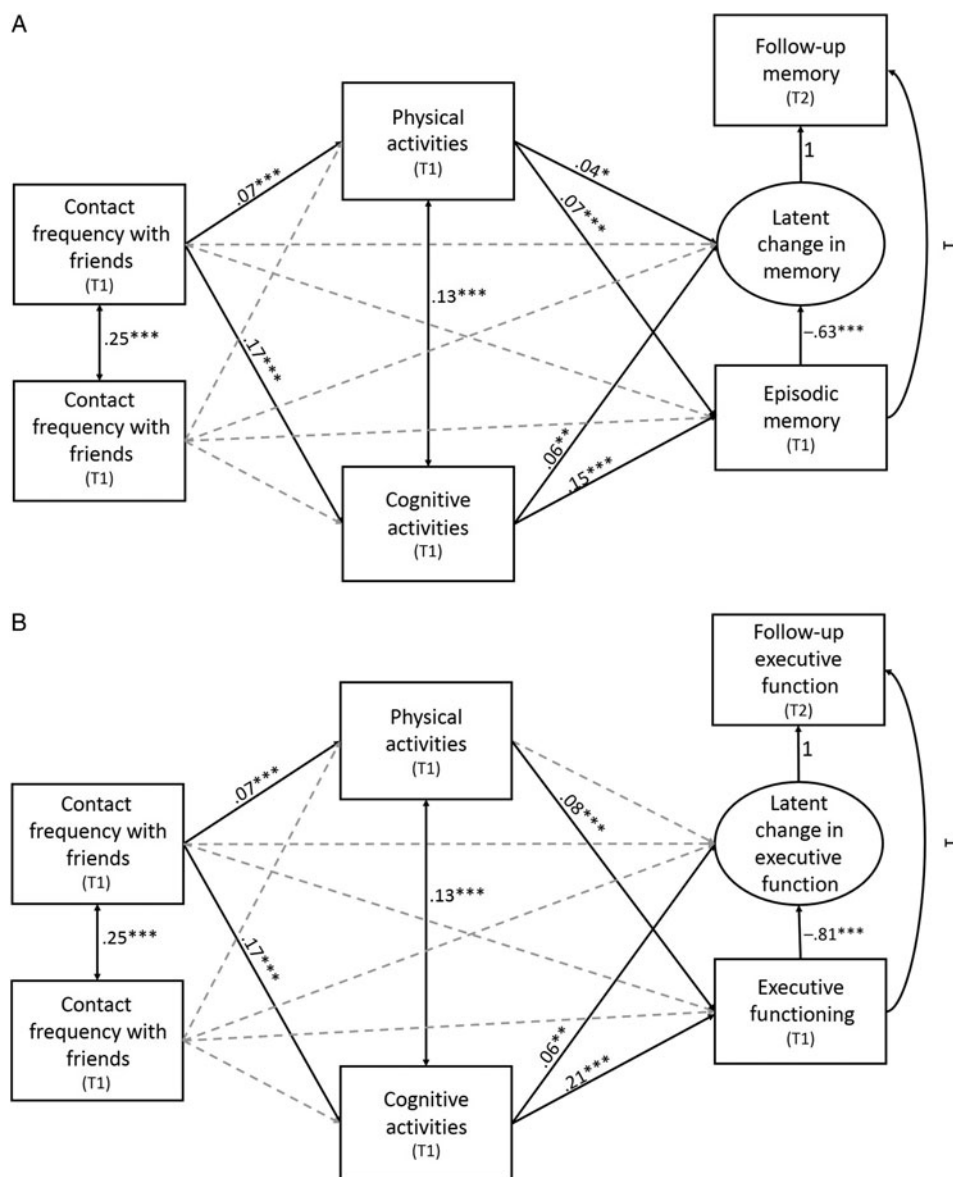 A
Follow-up
memory
(T2)
Physical
activities
(T1)
1
.04*
.07***
.07***
Contact
frequency with
friends
(T1)
Latent
change in
memory
1
.13***
.25***
.17***
−.63***
Contact
frequency with
friends
(T1)
Episodic
memory
(T1)
.06**
.15***
Cognitive
activities
(T1)
B
Follow-up
executive
function
(T2)
Physical
activities
(T1)
1
.07***
.08***
Contact
frequency with
friends
(T1)
Latent
change in
executive
function
1
.13***
.25***
.17***
−.81***
Contact
frequency with
friends
(T1)
Executive
functioning
(T1)
.06**
.21***
Cognitive
activities
(T1)